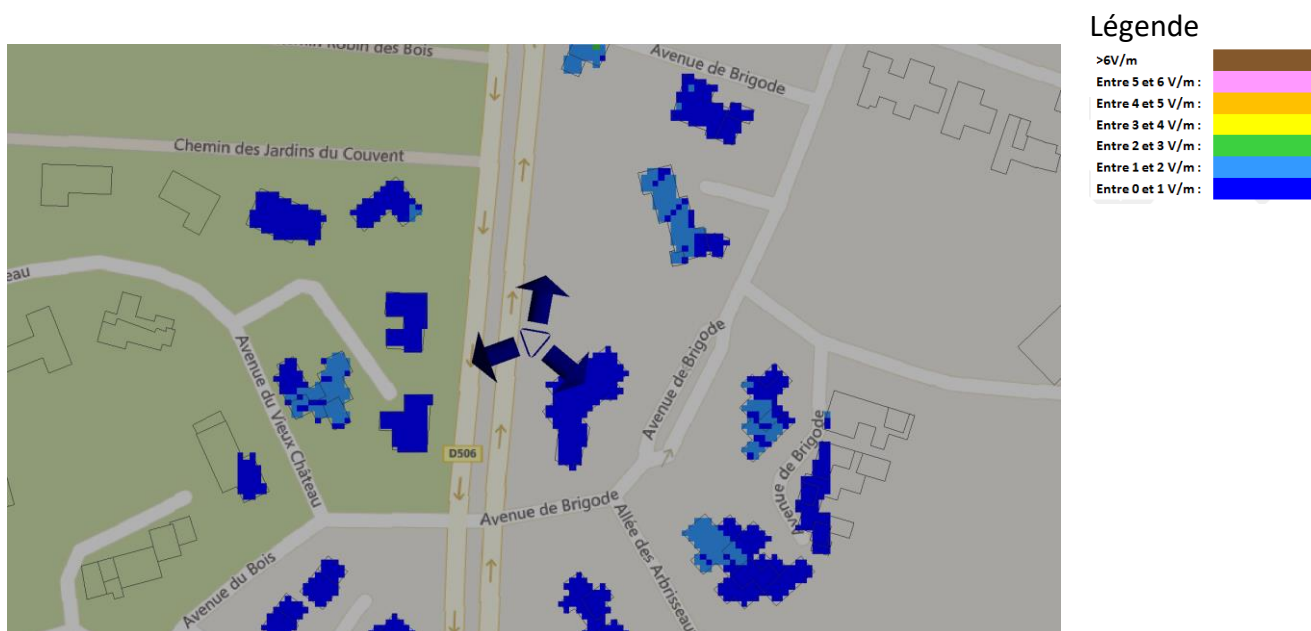 Légende
>6V/m
Entre 5 et 6 V/m :
Entre 4 et 5 V/m :
Entre 3 et 4 V/m :
Entre 2 et 3 V/m :
Entre 1 et 2 V/m :
Entre 0 et 1 V/m :
Robin des Bois
Avenue de Brigode
Chemin des Jardins du Couvent
eau
Avenue du Vieux Château
Avenue de Brigode
D506
Avenue de Brigode
Avenue de Brigode
Allée des Arbrisseau
Avenue du Bois